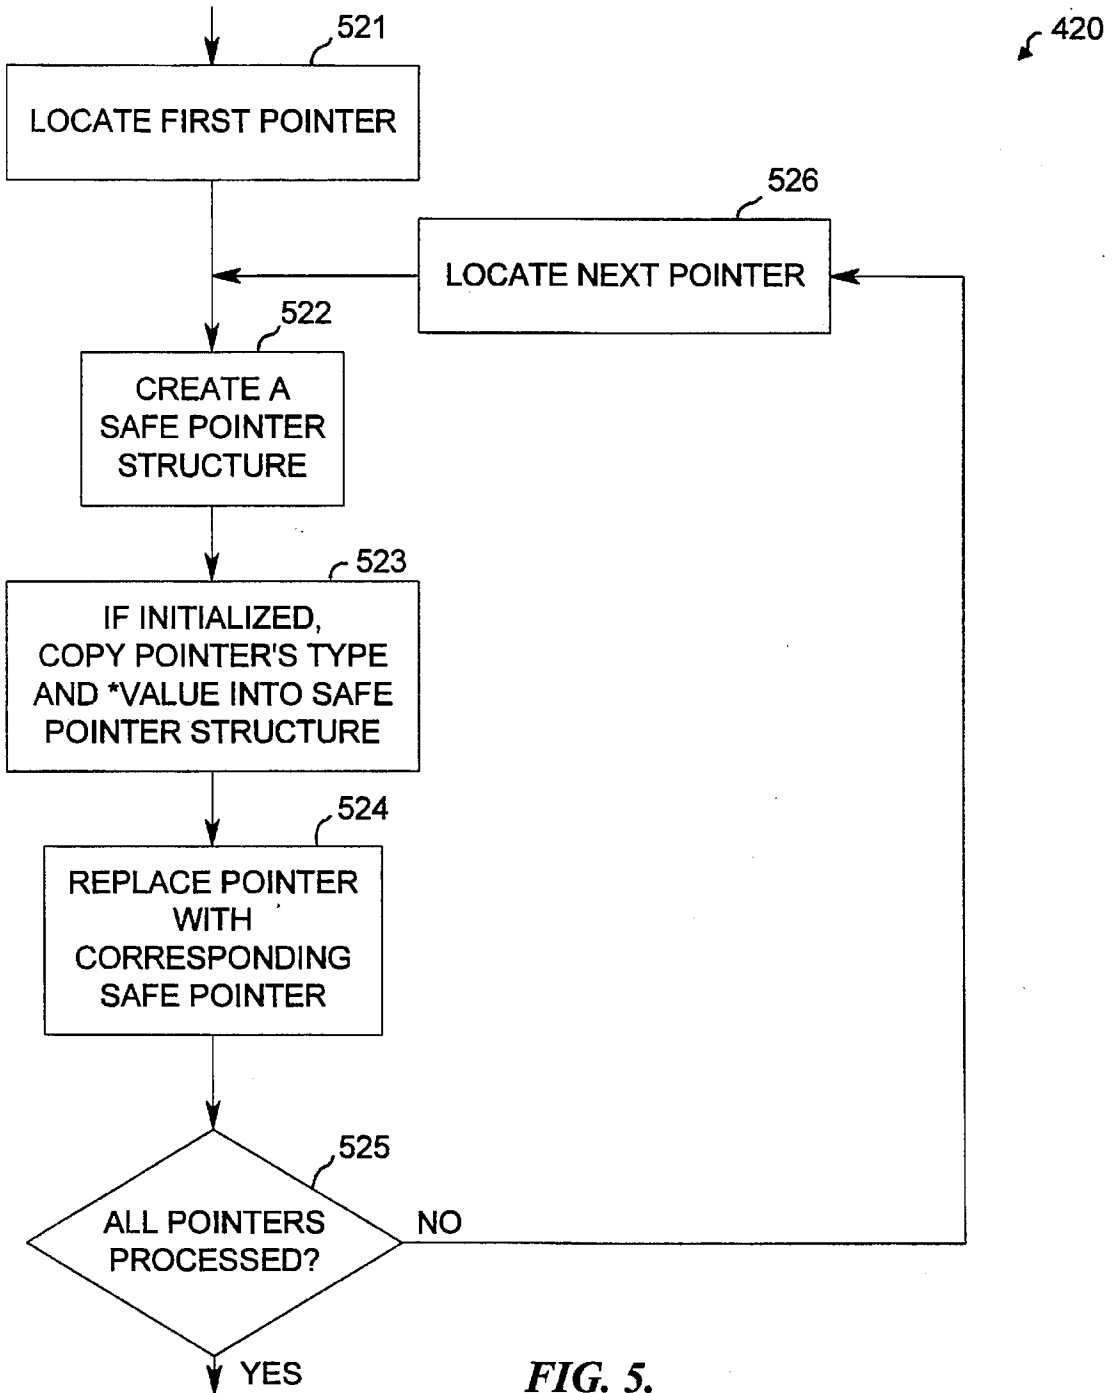 521
420
LOCATE FIRST POINTER
526
LOCATE NEXT POINTER
522
CREATE A
SAFE POINTER
STRUCTURE
523
IF INITIALIZED,
COPY POINTER'S TYPE
AND *VALUE INTO SAFE
POINTER STRUCTURE
524
REPLACE POINTER
WITH
CORRESPONDING
SAFE POINTER
525
ALL POINTERS
PROCESSED?
NO
YES
FIG. 5.